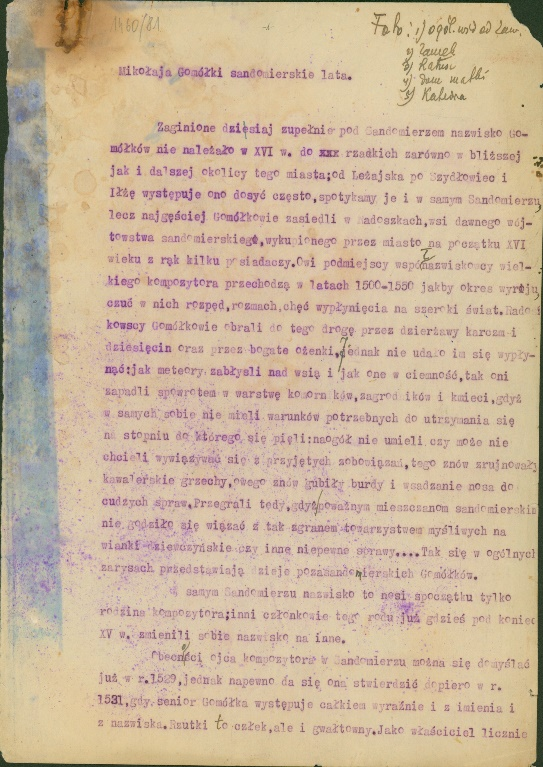 1480/81
Foto: 1) ogól. wid. od Zaw.
2) Zamek
3) Ratusz
4) Dom matki
5) Katedra
Mikołaja Gomółki sandomierskie lata.
Zaginione dzisiaj zupełnie pod Sandomierzem nazwisko Go-
mółków nie należało w XVI w. do xxx rzadkich zarówno w bliższej
jak i dalszej okolicy tego miasta;od Leżajska po Szydłowiec i
Iłżę występuje ono dosyć często,spotykamy je i w samym Sandomierzu,
lecz najgęściej Gomółkowie zasiedli w Radoszkach,wsi dawnego wój-
towstwa sandomierskiego,wykupionego przez miasto na początku XVI
wieku z rąk kilku posiadaczy.Owi podmiejscy współnazwiskowcy wiel-
kiego kompozytora przechodzą w latach 1500-1550 jakby okres wyroju,
czuć w nich rozpęd,rozmach,chęć wypłynięcia na szeroki świat.
kowscy Gomółkowie obrali do tego drogę przez dzierżawy karczm i
dziesięcin oraz przez bogate ożenki.Jednak nie udało im się wypły-
nąć:jak meteory zabłyśli nad wsią i jak one w ciemność,tak oni
zapadli spowrotem w warstwę komorn ków,zagrod ików i kmieci,gdyż
w samych sobie nie mieli warunków potrzebnych do utrzymania się
na stopniu do którego się pięli:naogół nie umieli czy może nie
chcieli wywiązywać się z przyjętych zobowiązań,tego znów zrujnowały
kawalerskie grzechy,owego znów gubiły burdy i wsadzanie nosa do
cudzych spraw.Przegrali tedy,gdyż poważnym mieszczanom sandomierskim
nie godziło się wiązać z tak zgranem towarzystwem myśliwych na
wianki dziewczyńskie czy inne niepewne sprawy....Tak się w ogólnych
zarysach przedstawiają dzieje pozasandomierskich Gomółków.
samym Sandomierzu nazwisko to nosi spoczątku tylko
rodzina kompozytora;inni członkowie tego rodu już gdzieś pod koniec
XV w. zmienili sobie nazwisko na inne.
Obecności ojca kompozytora w Sandomierzu można się domyślać
już w r.1529,jednak napewno da się ona stwierdzić dopiero w r.
1531,gdy senior Gomółka występuje całkiem wyraźnie i z imienia i
z nazwiska.Rzutki to człek,ale i gwałtowny.Jako właściciel licznie